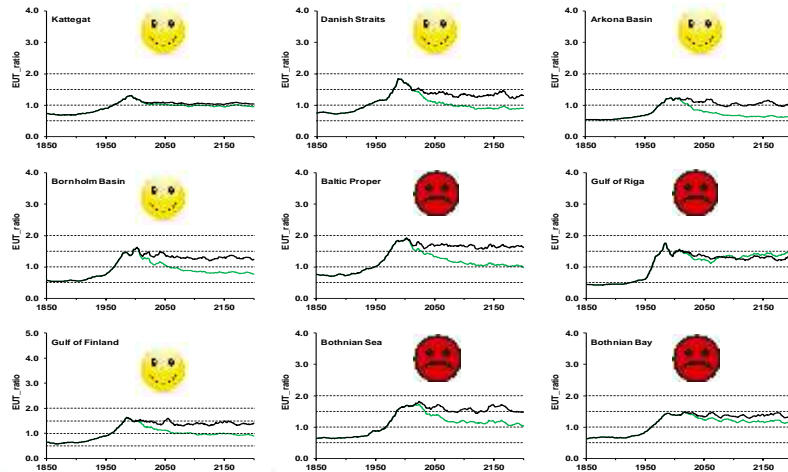 Kattegat
EUT_ratio
4.0
3.0
2.0
1.0
0.0
1850 1950 2050 2150
Danish Straits
EUT_ratio
4.0
3.0
2.0
1.0
0.0
1850 1950 2050 2150
Arkona Basin
EUT_ratio
4.0
3.0
2.0
1.0
0.0
1850 1950 2050 2150
Bornholm Basin
EUT_ratio
4.0
3.0
2.0
1.0
0.0
1850 1950 2050 2150
Baltic Proper
EUT_ratio
4.0
3.0
2.0
1.0
0.0
1850 1950 2050 2150
Gulf of Riga
EUT_ratio
4.0
3.0
2.0
1.0
0.0
1850 1950 2050 2150
Gulf of Finland
EUT_ratio
5.0
4.0
3.0
2.0
1.0
0.0
1850 1950 2050 2150
Bothnian Sea
EUT_ratio
4.0
3.0
2.0
1.0
0.0
1850 1950 2050 2150
Bothnian Bay
EUT_ratio
4.0
3.0
2.0
1.0
0.0
1850 1950 2050 2150